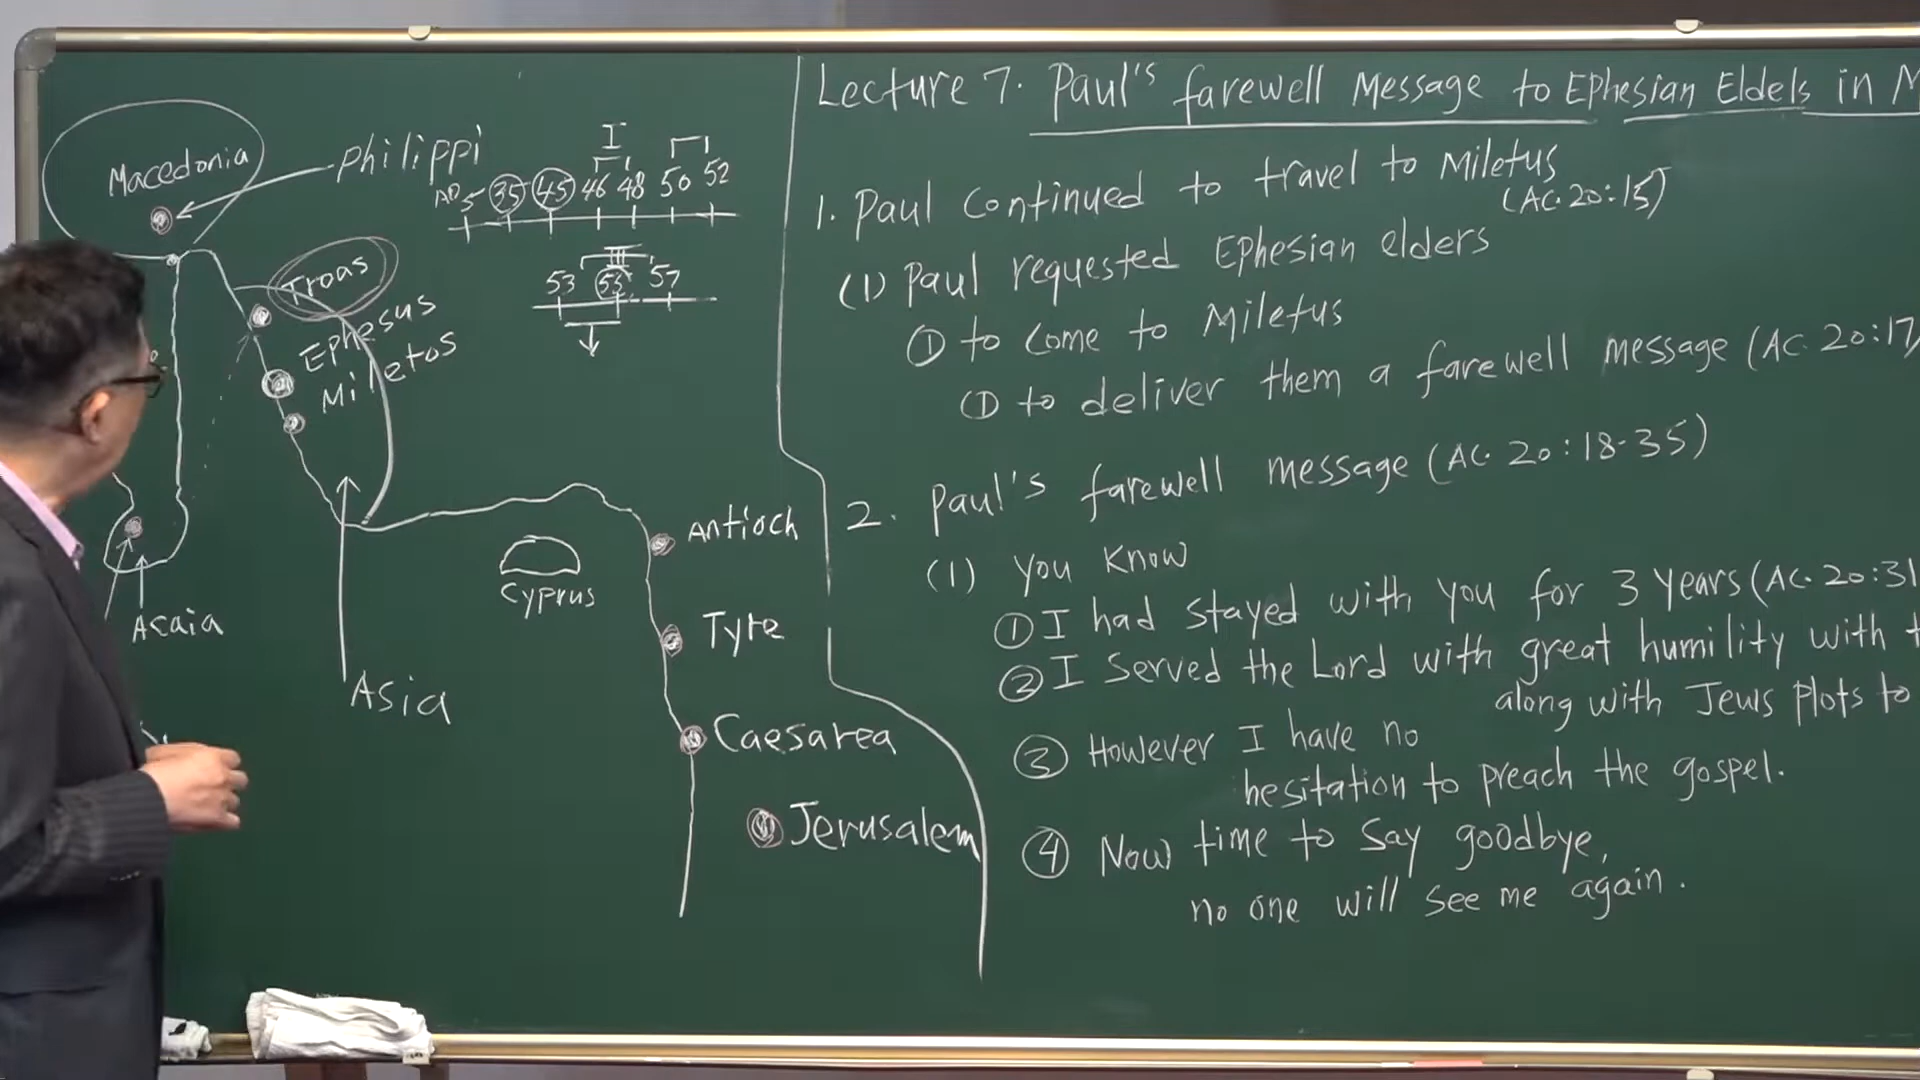 Macedonia
Philippi
I
AD 5 35 45 46 48 50 52
III
53 55 57
Troas
Ephesus
Miletos
Antioch
Cyprus
Acaia
Tyre
Asia
Caesarea
Jerusalem
Lecture 7. Paul's farewell Message to Ephesian Eldels in M
1. Paul continued to travel to Miletus
(AC. 20:15)
(1) Paul requested Ephesian elders
① to come to Miletus
① to deliver them a farewell message (AC. 20:17)
2. Paul's farewell message (AC. 20:18-35)
(1) you know
① I had stayed with you for 3 years (AC. 20:31
② I served the Lord with great humility with t
along with Jews plots to
③ However I have no
hesitation to preach the gospel.
④ Now time to say goodbye,
no one will see me again.